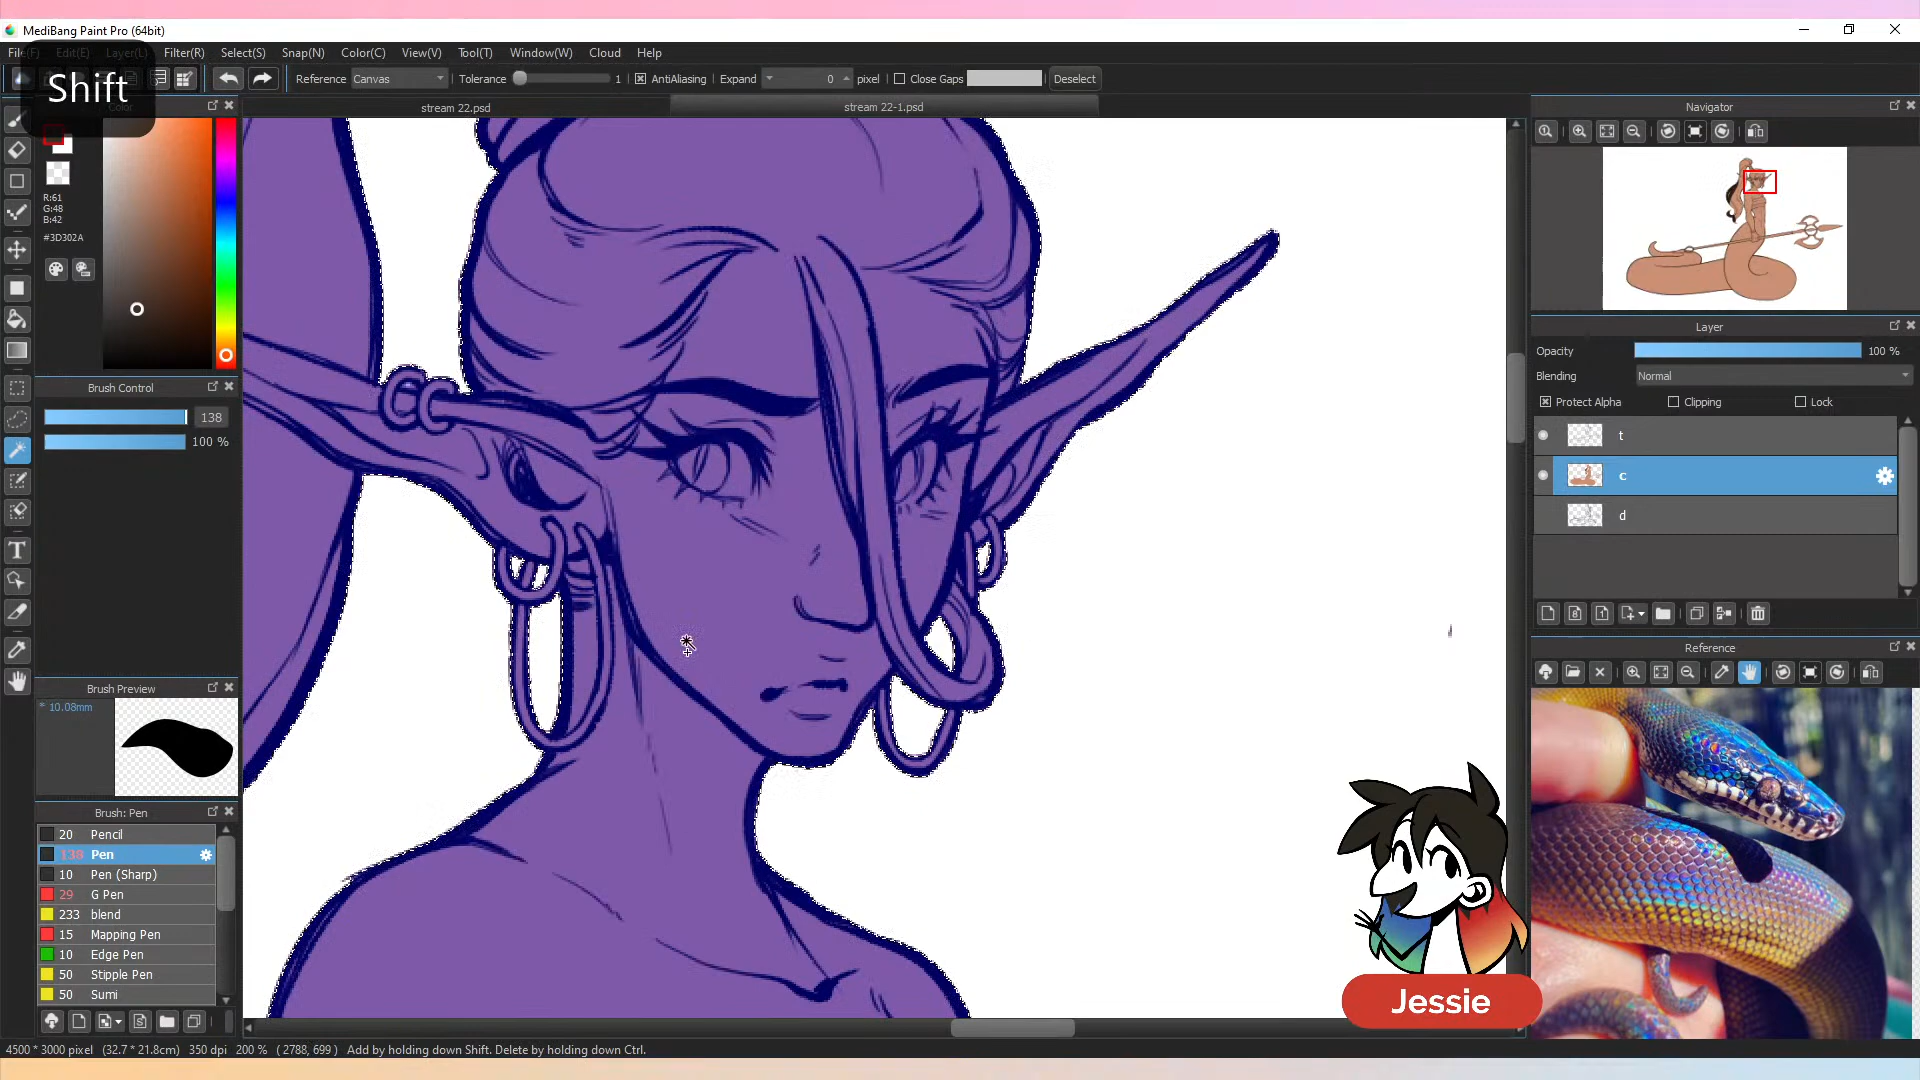 MediBang Paint Pro (64bit)
File(F) Edit(E) Layer(L) Filter(R) Select(S) Snap(N) Color(C) View(V) Tool(T) Window(W) Cloud Help
Shift
Reference Canvas Tolerance 1 AntiAliasing Expand 0 pixel Close Gaps Deselect
Color
stream 22.psd
stream 22-1.psd
Navigator
R:61
G:48
B:42
#3D302A
Brush Control
138
100 %
Brush Preview
* 10.08mm
Brush: Pen
20 Pencil
138 Pen
10 Pen (Sharp)
29 G Pen
233 blend
15 Mapping Pen
10 Edge Pen
50 Stipple Pen
50 Sumi
Layer
Opacity 100 %
Blending Normal
Protect Alpha Clipping Lock
t
c
d
Reference
Jessie
4500 * 3000 pixel (32.7 * 21.8cm) 350 dpi 200 % ( 2788, 699 ) Add by holding down Shift. Delete by holding down Ctrl.